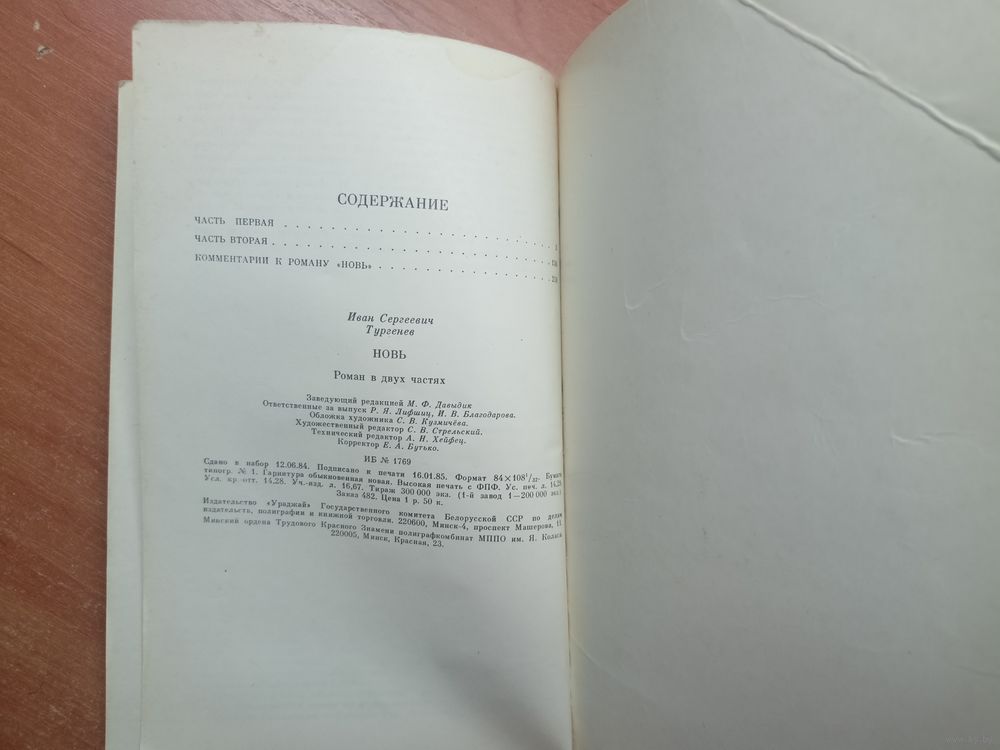 СОДЕРЖАНИЕ
ЧАСТЬ ПЕРВАЯ . . . . . . . . . . . . . . . . . . . . . . . 3
ЧАСТЬ ВТОРАЯ . . . . . . . . . . . . . . . . . . . . . . .
КОММЕНТАРИИ К РОМАНУ «НОВЬ» . . . . . . . . . . . . . . .
Иван Сергеевич
Тургенев
НОВЬ
Роман в двух частях
Заведующий редакцией М. Ф. Давыдик
Ответственные за выпуск Р. Я. Лифшиц, И. В. Благодарова.
Обложка художника С. В. Кузмичёва.
Художественный редактор С. В. Стрельский.
Технический редактор А. Н. Хейфец.
Корректор Е. А. Бутько.
ИБ № 1769
Сдано в набор 12.06.84. Подписано к печати 16.01.85. Формат 84×108¹/₃₂. Бумага
типогр. № 1. Гарнитура обыкновенная новая. Высокая печать с ФПФ. Ус. печ. л. 14,28.
Усл. кр.-отт. 14,28. Уч.-изд. л. 16,67. Тираж 300 000 экз. (1-й завод 1—200 000 экз.)
Заказ 482. Цена 1 р. 50 к.
Издательство «Ураджай» Государственного комитета Белорусской ССР по делам
издательств, полиграфии и книжной торговли. 220600, Минск-4, проспект Машерова, 11.
Минский ордена Трудового Красного Знамени полиграфкомбинат МППО им. Я. Коласа
220005, Минск, Красная, 23.